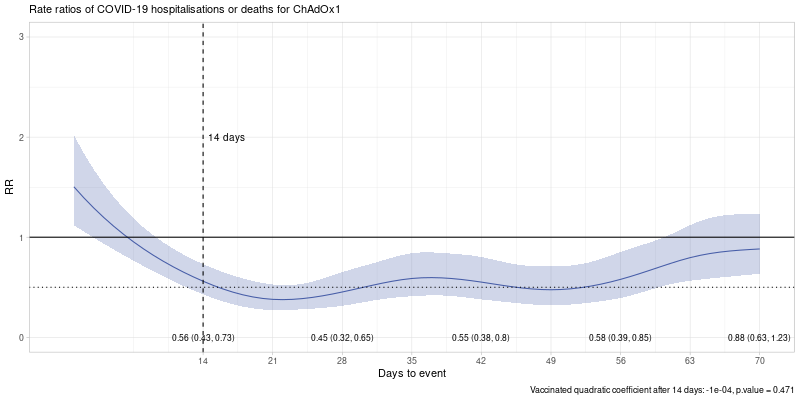 Rate ratios of COVID-19 hospitalisations or deaths for ChAdOx1
3
2
1
0
RR
14 days
0.56 (0.43, 0.73) 0.45 (0.32, 0.65) 0.55 (0.38, 0.8) 0.58 (0.39, 0.85) 0.88 (0.63, 1.23)
14 21 28 35 42 49 56 63 70
Days to event
Vaccinated quadratic coefficient after 14 days: -1e-04, p.value = 0.471